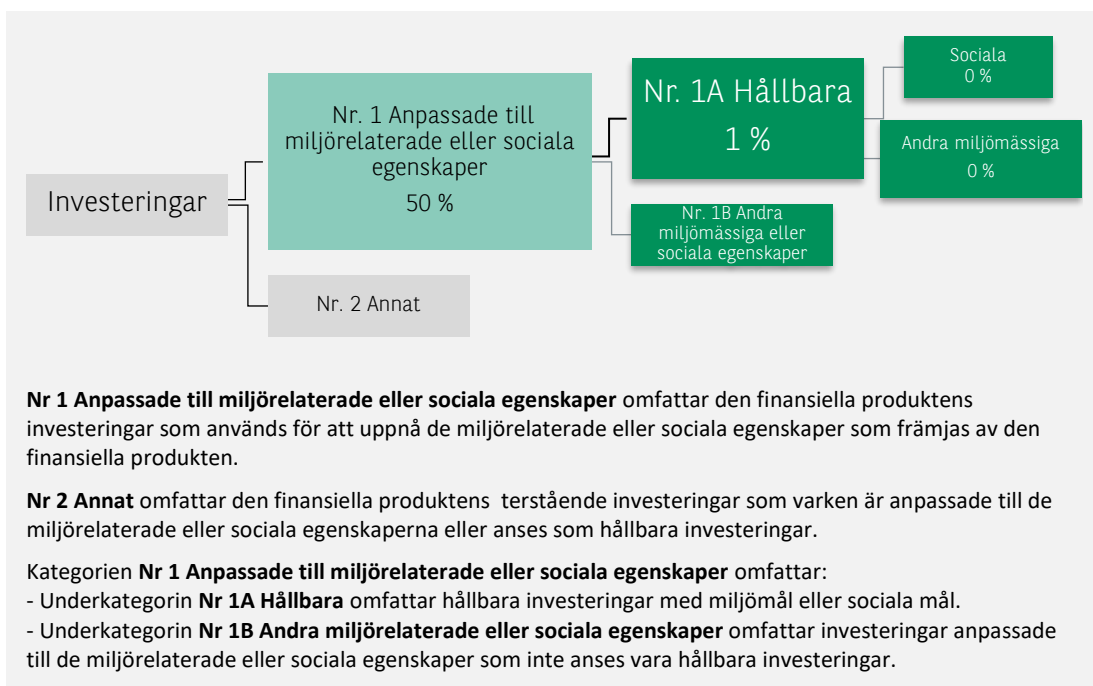 Investeringar
Nr. 1 Anpassade till
miljörelaterade eller sociala
egenskaper
50 %
Nr. 2 Annat
Nr. 1A Hållbara
1 %
Nr. 1B Andra
miljömässiga eller
sociala egenskaper
Sociala
0 %
Andra miljömässiga
0 %
Nr 1 Anpassade till miljörelaterade eller sociala egenskaper omfattar den finansiella produktens
investeringar som används för att uppnå de miljörelaterade eller sociala egenskaper som främjas av den
finansiella produkten.
Nr 2 Annat omfattar den finansiella produktens terstående investeringar som varken är anpassade till de
miljörelaterade eller sociala egenskaperna eller anses som hållbara investeringar.
Kategorien Nr 1 Anpassade till miljörelaterade eller sociala egenskaper omfattar:
- Underkategorin Nr 1A Hållbara omfattar hållbara investeringar med miljömål eller sociala mål.
- Underkategorin Nr 1B Andra miljörelaterade eller sociala egenskaper omfattar investeringar anpassade
till de miljörelaterade eller sociala egenskaper som inte anses vara hållbara investeringar.